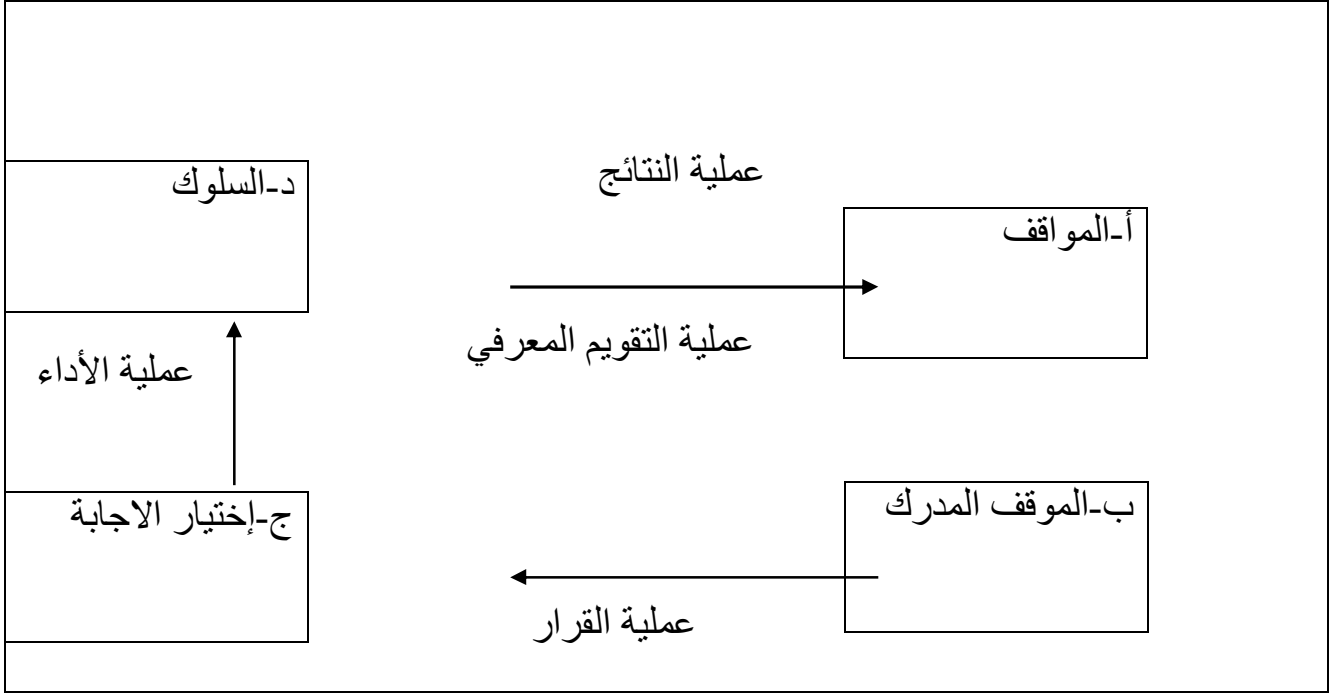 عملية النتائج
د-السلوك
أ-المواقف
عملية التقويم المعرفي
عملية الأداء
ب-الموقف المدرك
ج-إختيار الاجابة
عملية القرار